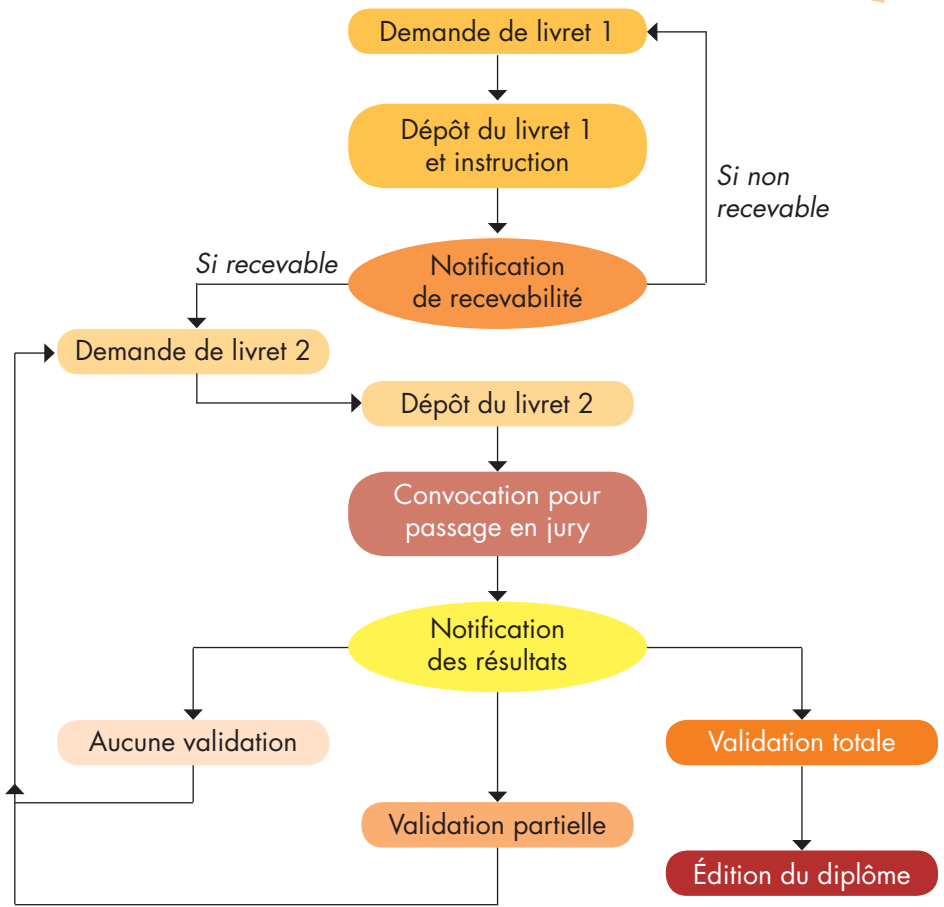 Demande de livret 1
Dépôt du livret 1
et instruction
Si non
recevable
Notification
de recevabilité
Si recevable
Demande de livret 2
Dépôt du livret 2
Convocation pour
passage en jury
Notification
des résultats
Aucune validation
Validation totale
Validation partielle
Édition du diplôme